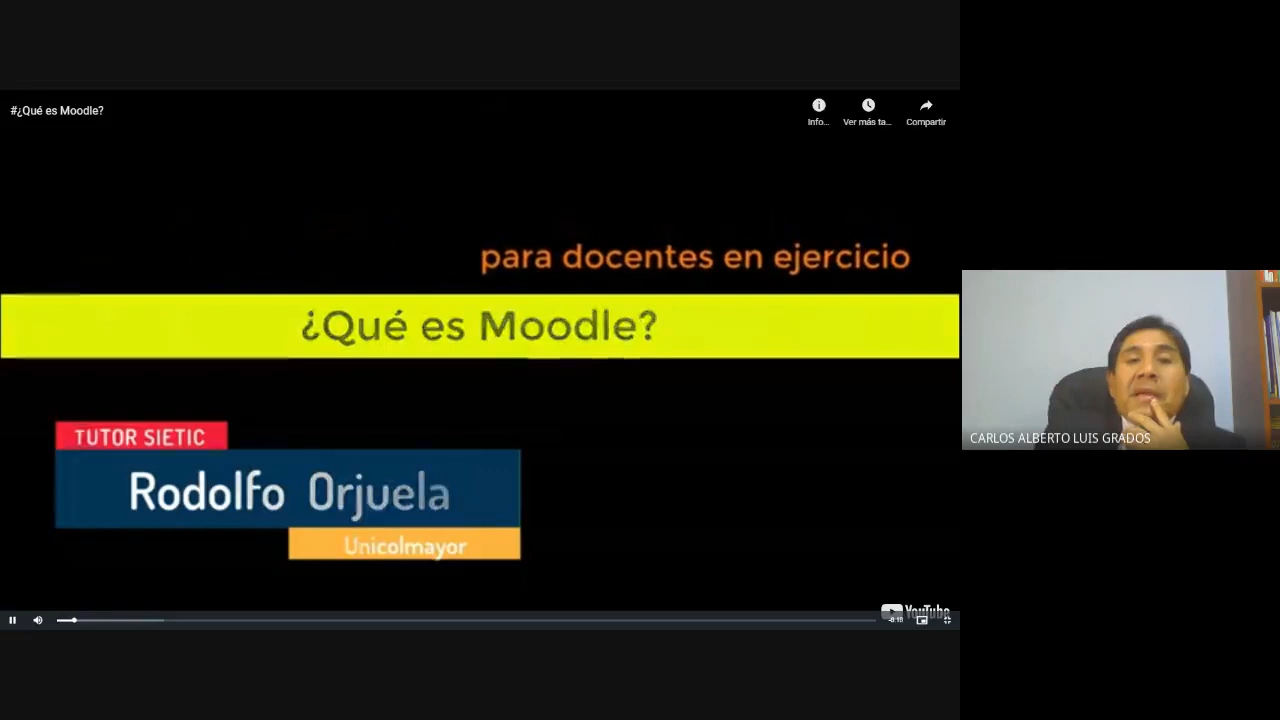 #¿Qué es Moodle?
Info...
Ver más ta...
Compartir
para docentes en ejercicio
¿Qué es Moodle?
TUTOR SIETIC
Rodolfo Orjuela
Unicolmayor
CARLOS ALBERTO LUIS GRADOS
YouTube